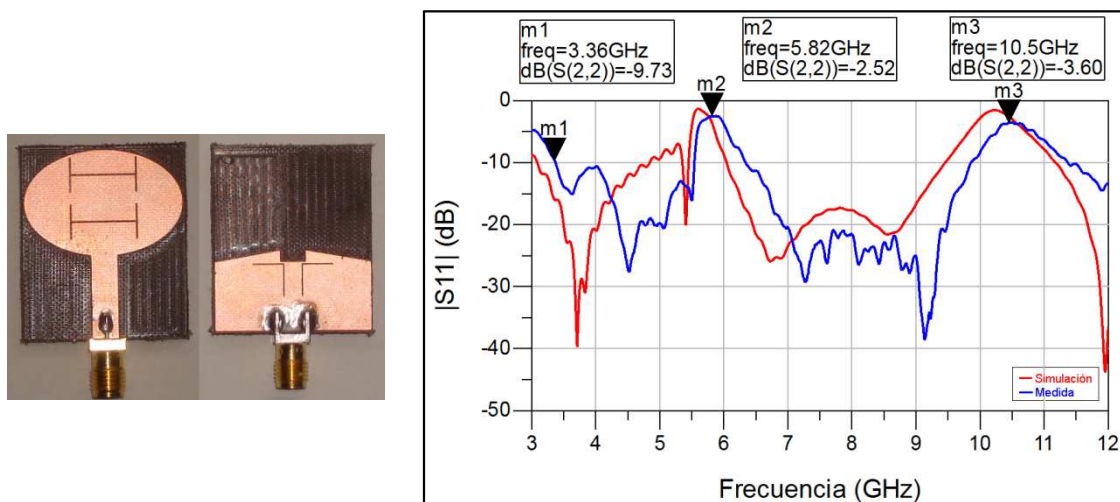 m1
freq=3.36GHz
dB(S(2,2))=-9.73
m2
freq=5.82GHz
dB(S(2,2))=-2.52
m3
freq=10.5GHz
dB(S(2,2))=-3.60
m1
m2
m3
0
-10
-20
-30
-40
-50
|S11| (dB)
Simulación
Medida
3 4 5 6 7 8 9 10 11 12
Frecuencia (GHz)